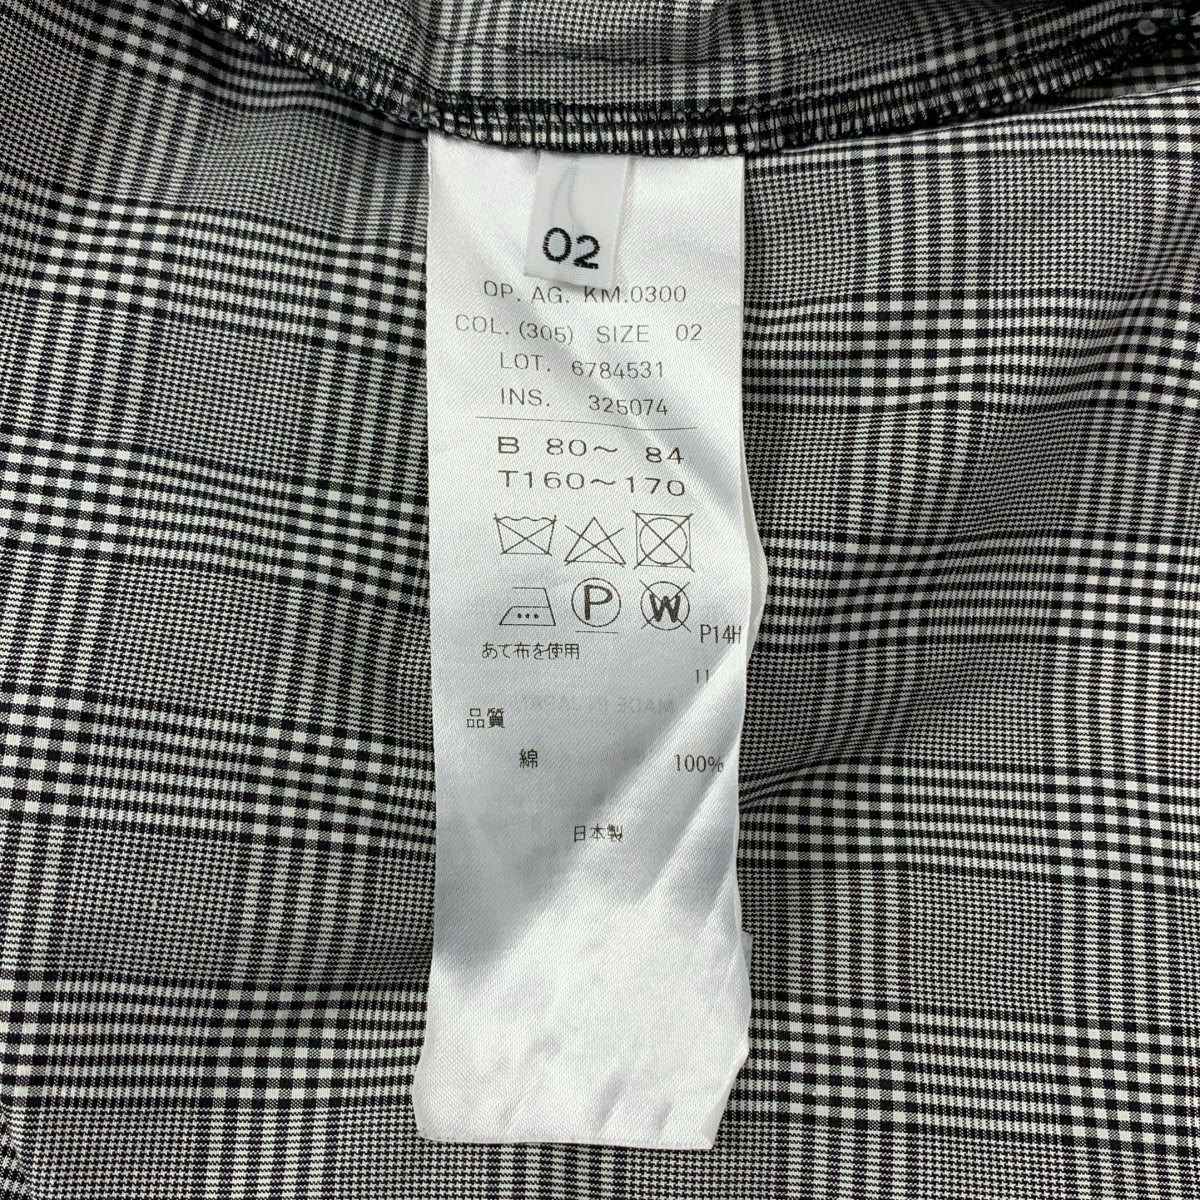 02
OP. AG. KM.0300
COL. (305) SIZE 02
LOT. 6784531
INS. 325074
B 80～ 84
T160～170
P W
P14H
あて布を使用
11
品質
綿 100%
日本製